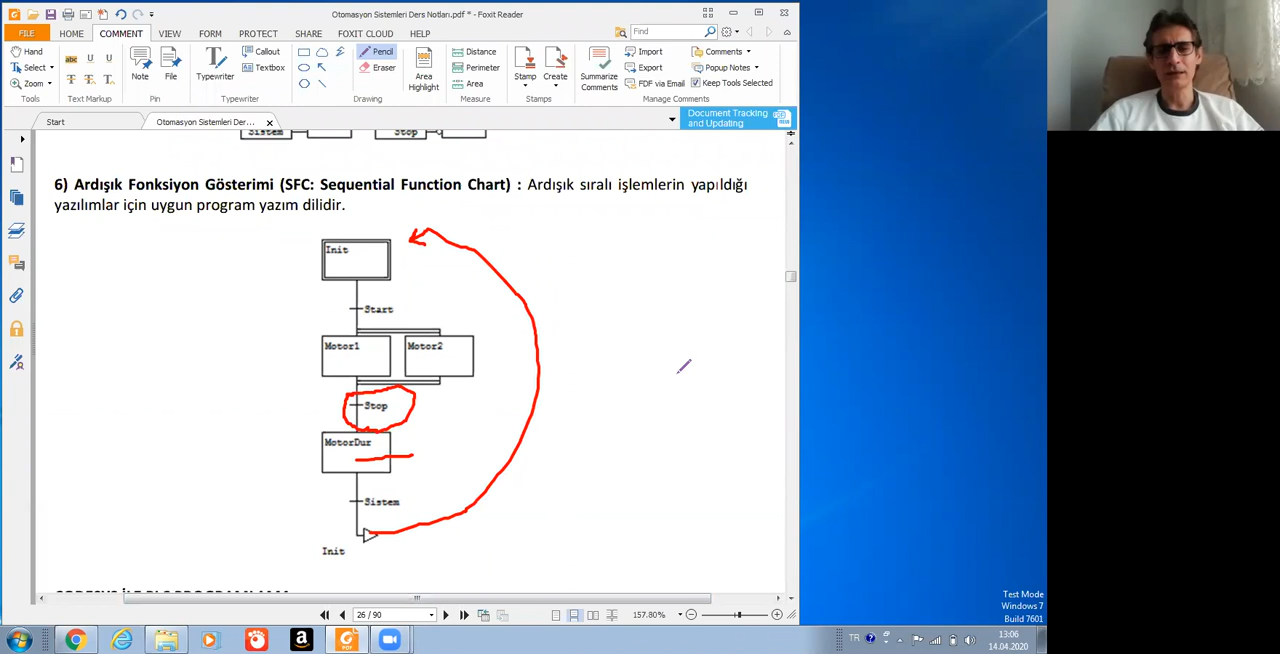 Otomasyon Sistemleri Ders Notları.pdf * - Foxit Reader
FILE HOME COMMENT VIEW FORM PROTECT SHARE FOXIT CLOUD HELP Find
Hand
Select
Zoom
Tools
Text Markup
Note
File
Pin
Typewriter
Callout
Textbox
Typewriter
Pencil
Eraser
Drawing
Area Highlight
Distance
Perimeter
Area
Measure
Stamp
Create
Stamps
Summarize Comments
Import
Export
FDF via Email
Comments
Popup Notes
Keep Tools Selected
Manage Comments
Start
Otomasyon Sistemleri Der...
Document Tracking
and Updating
Sistem Stop
6) Ardışık Fonksiyon Gösterimi (SFC: Sequential Function Chart) : Ardışık sıralı işlemlerin yapıldığı
yazılımlar için uygun program yazım dilidir.
Init
Start
Motor1 Motor2
Stop
MotorDur
Sistem
Init
CODESYS İLE PLC PROGRAMLAMA
26 / 90
157.80%
Test Mode
Windows 7
Build 7601
TR
13:06
14.04.2020